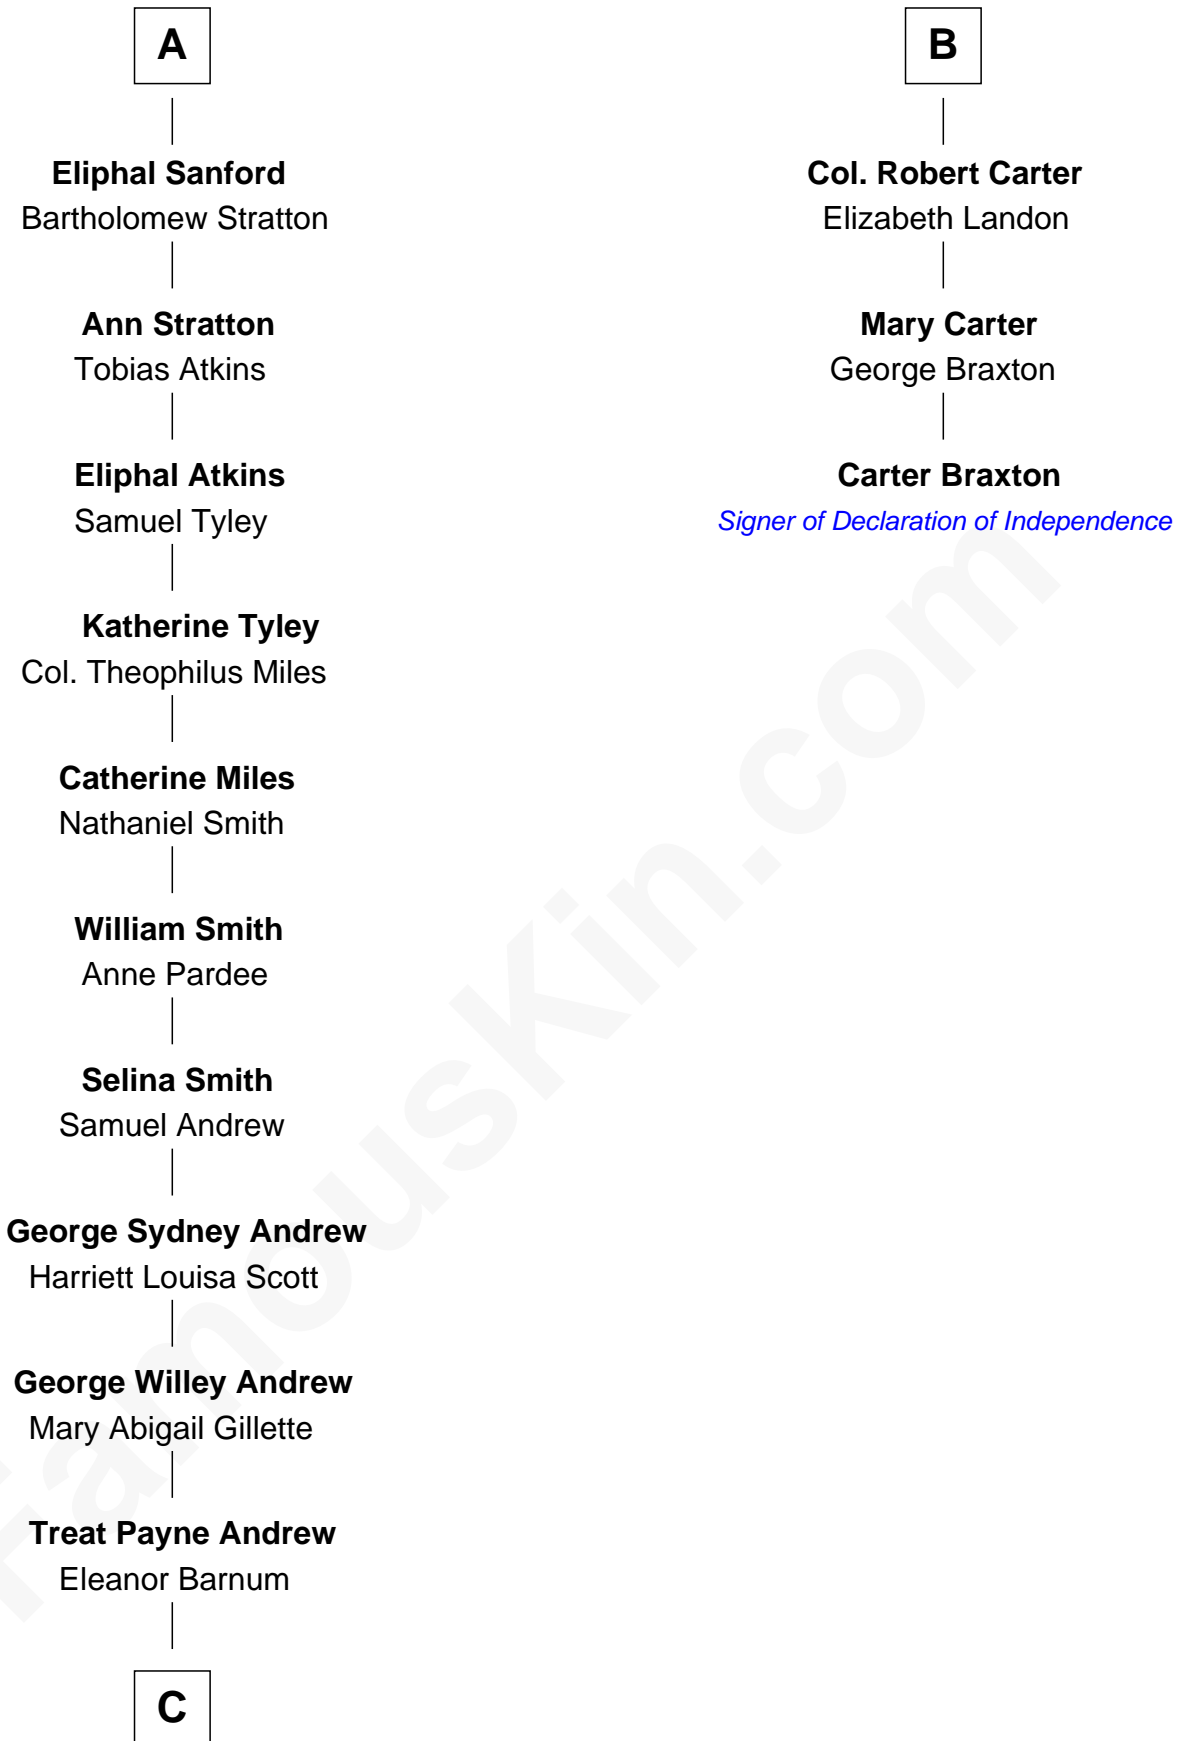 A
Eliphal Sanford
Bartholomew Stratton
Ann Stratton
Tobias Atkins
Eliphal Atkins
Samuel Tyley
Katherine Tyley
Col. Theophilus Miles
Catherine Miles
Nathaniel Smith
William Smith
Anne Pardee
Selina Smith
Samuel Andrew
George Sydney Andrew
Harriett Louisa Scott
George Willey Andrew
Mary Abigail Gillette
Treat Payne Andrew
Eleanor Barnum
C
B
Col. Robert Carter
Elizabeth Landon
Mary Carter
George Braxton
Carter Braxton
Signer of Declaration of Independence
FamousKin.com